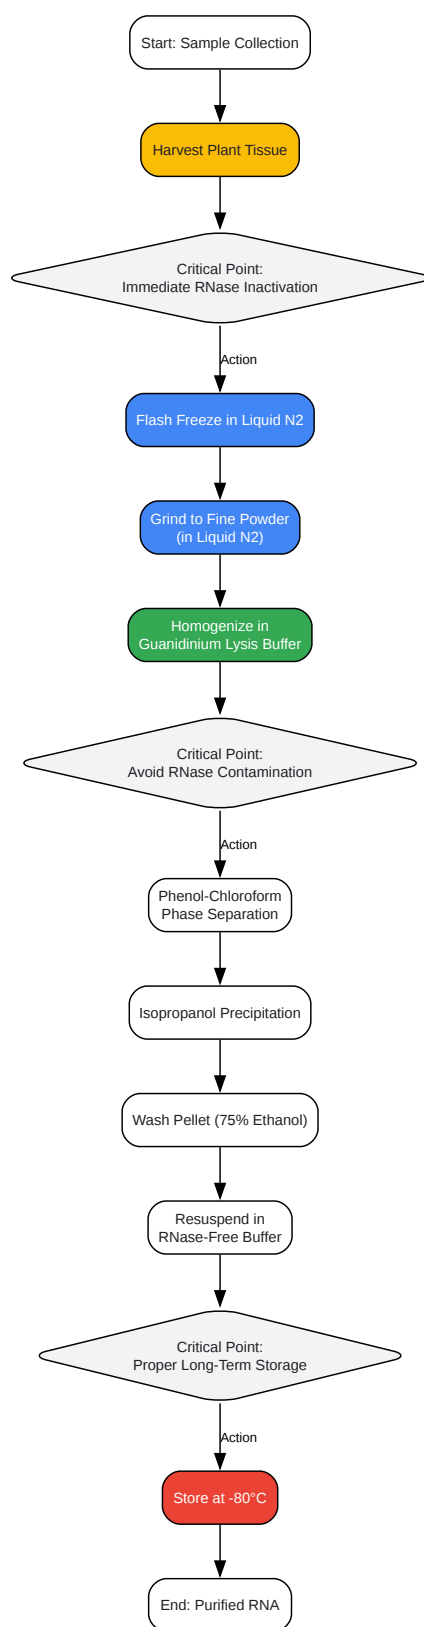 Start: Sample Collection
Harvest Plant Tissue
Critical Point:
Immediate RNase Inactivation
Action
Flash Freeze in Liquid N2
Grind to Fine Powder
(in Liquid N2)
Homogenize in
Guanidinium Lysis Buffer
Critical Point:
Avoid RNase Contamination
Action
Phenol-Chloroform
Phase Separation
Isopropanol Precipitation
Wash Pellet (75% Ethanol)
Resuspend in
RNase-Free Buffer
Critical Point:
Proper Long-Term Storage
Action
Store at -80°C
End: Purified RNA